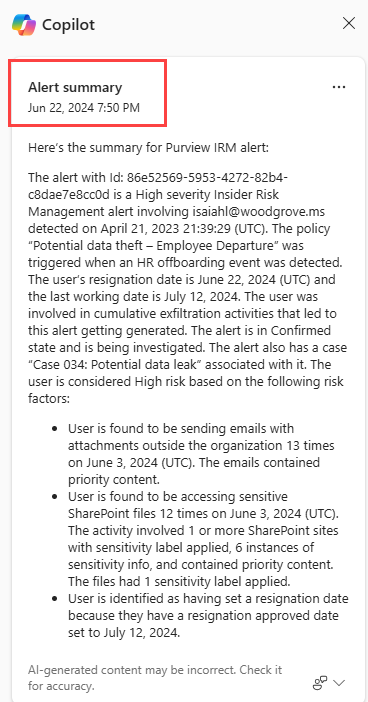 Copilot
Alert summary
Jun 22, 2024 7:50 PM
Here's the summary for Purview IRM alert:
The alert with Id: 86e52569-5953-4272-82b4-
c8dae7e8cc0d is a High severity Insider Risk
Management alert involving isaiahl@woodgrove.ms
detected on April 21, 2023 21:39:29 (UTC). The policy
“Potential data theft – Employee Departure” was
triggered when an HR offboarding event was detected.
The user's resignation date is June 22, 2024 (UTC) and
the last working date is July 12, 2024. The user was
involved in cumulative exfiltration activities that led to
this alert getting generated. The alert is in Confirmed
state and is being investigated. The alert also has a case
“Case 034: Potential data leak” associated with it. The
user is considered High risk based on the following risk
factors:
• User is found to be sending emails with
attachments outside the organization 13 times
on June 3, 2024 (UTC). The emails contained
priority content.
• User is found to be accessing sensitive
SharePoint files 12 times on June 3, 2024 (UTC).
The activity involved 1 or more SharePoint sites
with sensitivity label applied, 6 instances of
sensitivity info, and contained priority content.
The files had 1 sensitivity label applied.
• User is identified as having set a resignation date
because they have a resignation approved date
set to July 12, 2024.
AI-generated content may be incorrect. Check it
for accuracy.